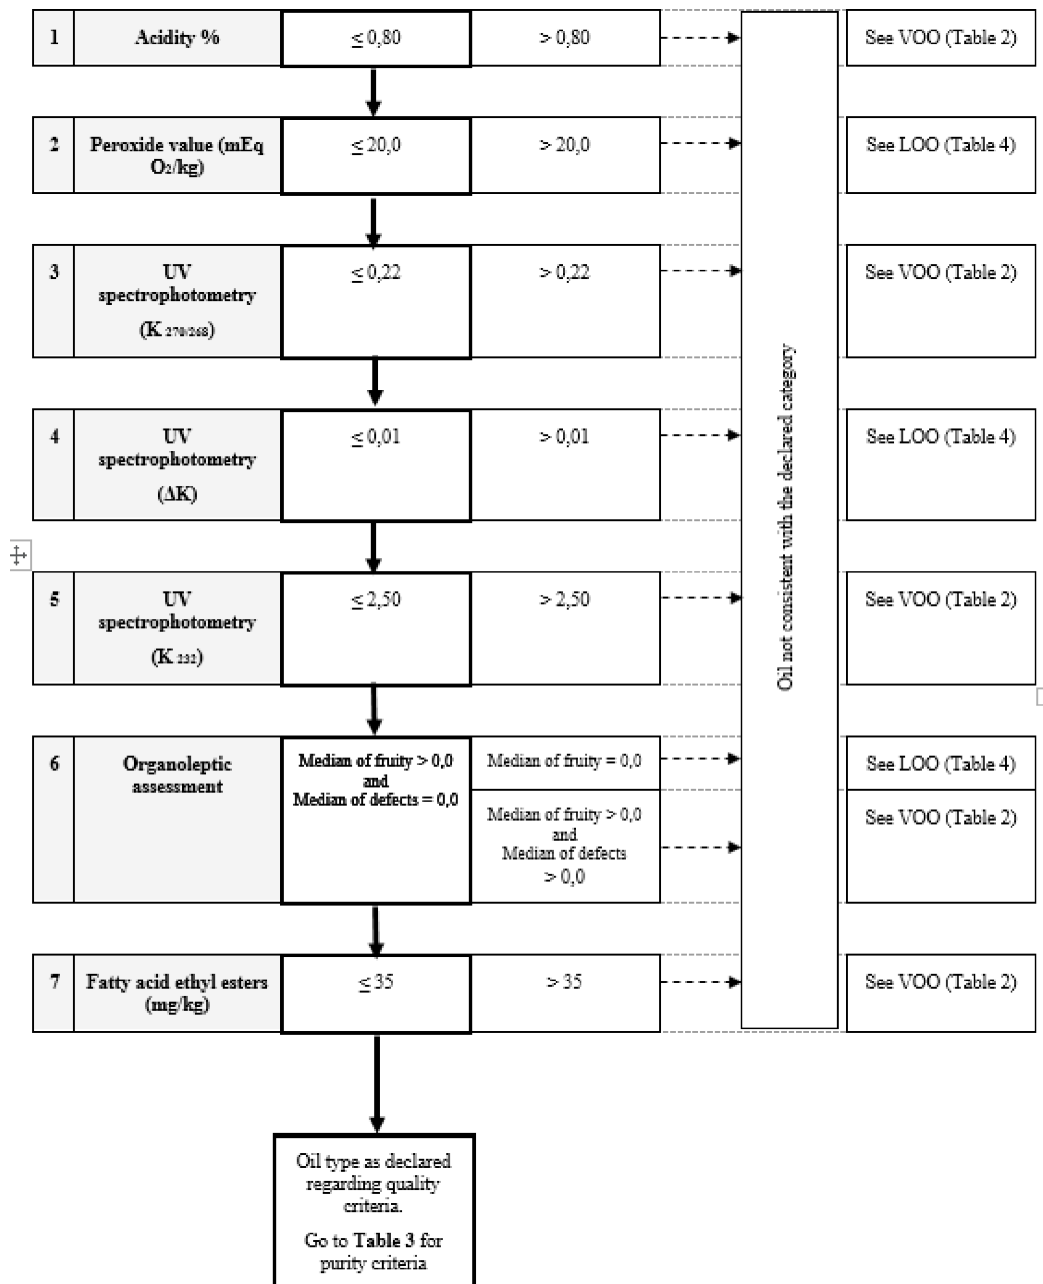 1 Acidity % ≤ 0,80 > 0,80 See VOO (Table 2)
2 Peroxide value (mEq ≤ 20,0 > 20,0 See LOO (Table 4)
O2/kg)
3 UV ≤ 0,22 > 0,22 See VOO (Table 2)
spectrophotometry
(K 270/268)
4 UV ≤ 0,01 > 0,01 See LOO (Table 4)
spectrophotometry
(ΔK)
5 UV ≤ 2,50 > 2,50 See VOO (Table 2)
spectrophotometry
(K 232)
6 Organoleptic
assessment
Median of fruity > 0,0
and
Median of defects = 0,0
Median of fruity = 0,0
See LOO (Table 4)
Median of fruity > 0,0
and
Median of defects
> 0,0
See VOO (Table 2)
7 Fatty acid ethyl esters ≤ 35 > 35 See VOO (Table 2)
(mg/kg)
Oil not consistent with the declared category
Oil type as declared
regarding quality
criteria.
Go to Table 3 for
purity criteria